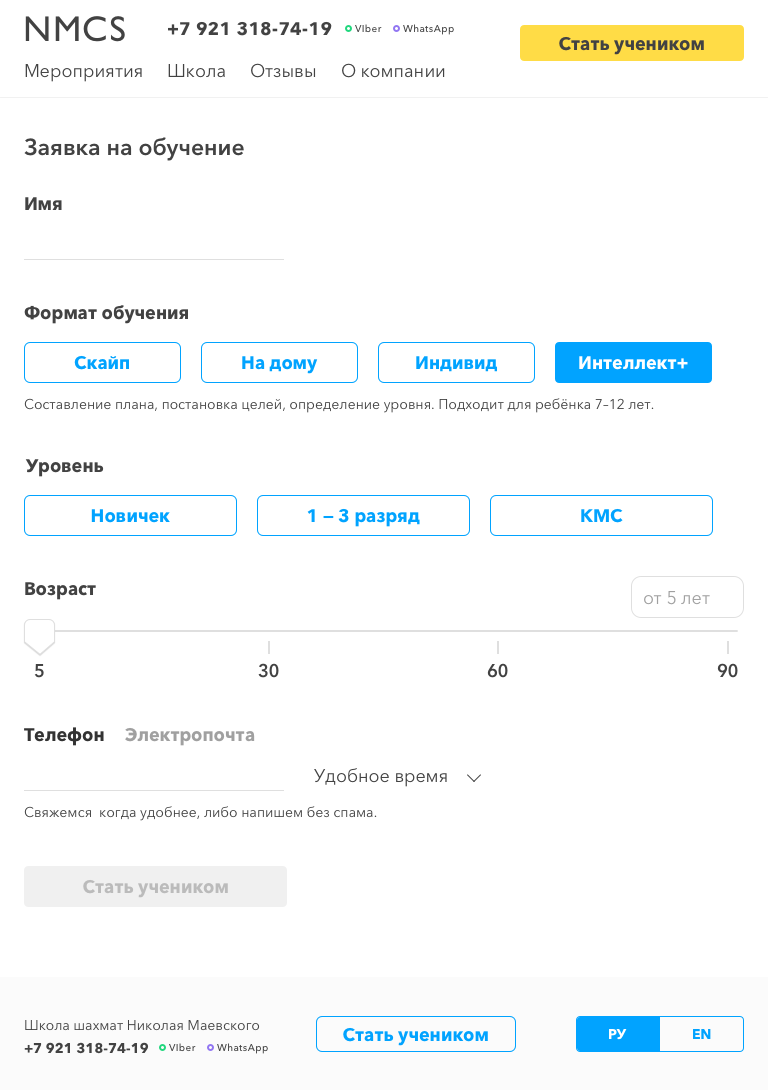 NMCS +7 921 318-74-19 VIber WhatsApp Стать учеником
Мероприятия Школа Отзывы О компании
Заявка на обучение
Имя
Формат обучения
Скайп На дому Индивид Интеллект+
Составление плана, постановка целей, определение уровня. Подходит для ребёнка 7–12 лет.
Уровень
Новичек 1 – 3 разряд КМС
Возраст от 5 лет
5 30 60 90
Телефон Электропочта
Удобное время
Свяжемся когда удобнее, либо напишем без спама.
Стать учеником
Школа шахмат Николая Маевского
+7 921 318-74-19 VIber WhatsApp Стать учеником РУ EN